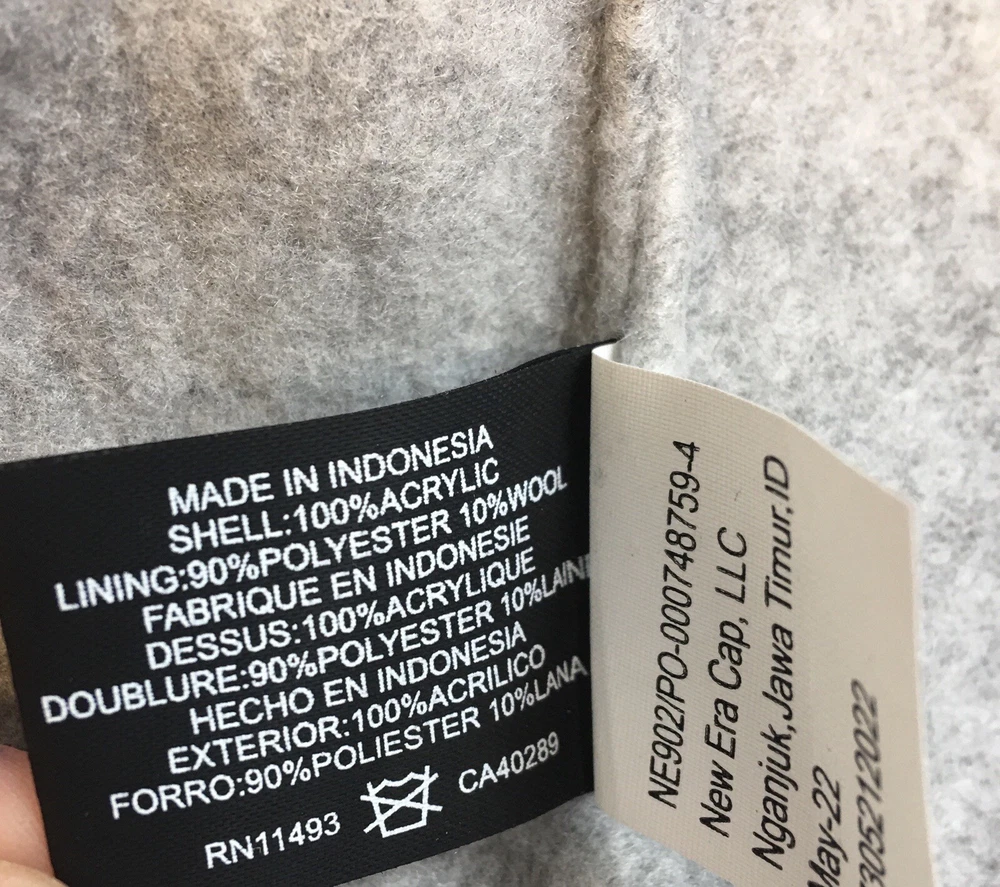 MADE IN INDONESIA
SHELL:100%ACRYLIC
LINING:90%POLYESTER 10%WOOL
FABRIQUE EN INDONESIE
DESSUS:100%ACRYLIQUE
DOUBLURE:90%POLYESTER 10%LAINE
HECHO EN INDONESIA
EXTERIOR:100%ACRILICO
FORRO:90%POLIESTER 10%LANA
RN11493 CA40289
NE902/PO-000748759-4
New Era Cap, LLC
Nganjuk,Jawa Timur,ID
May-22
305212022